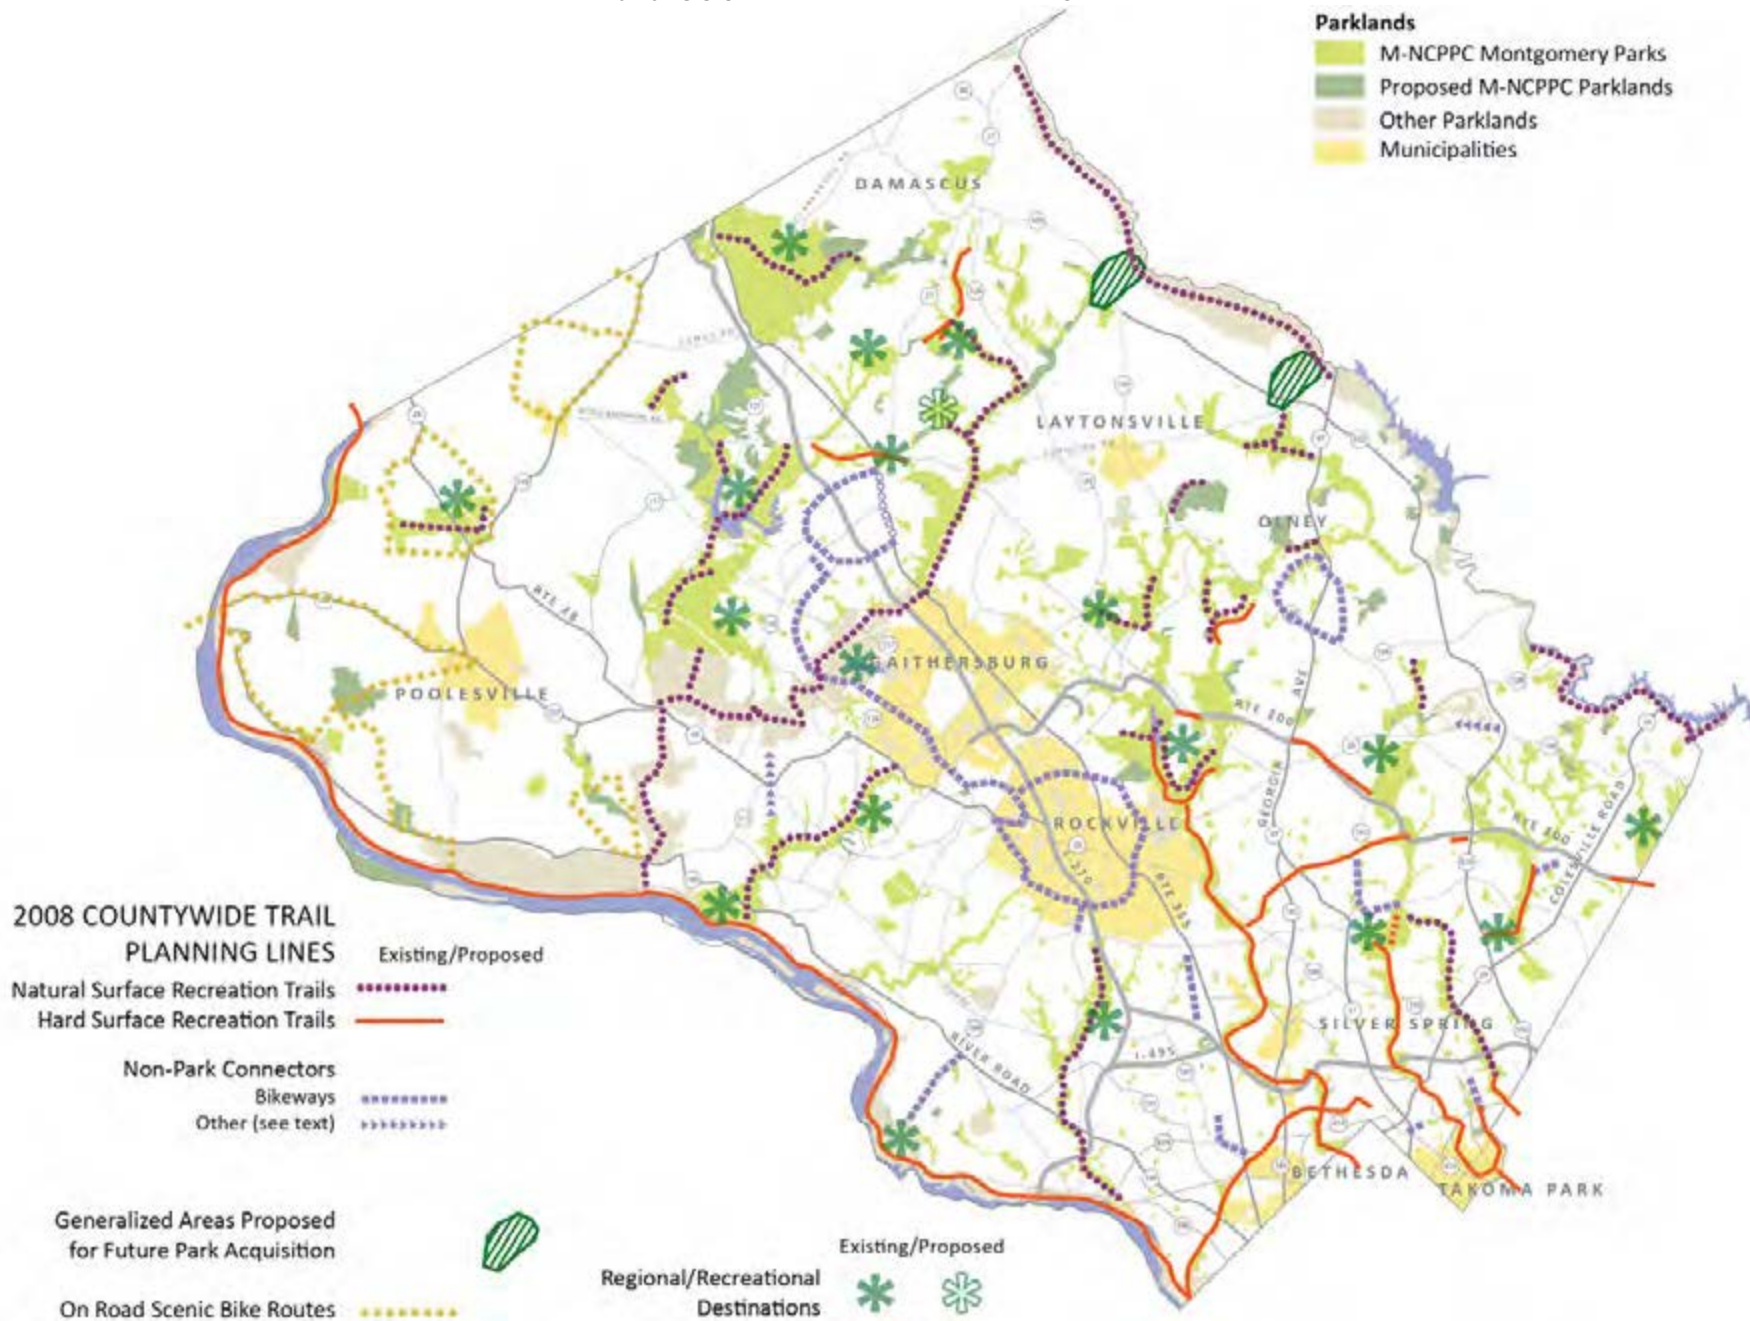 Parklands
M-NCPPC Montgomery Parks
Proposed M-NCPPC Parklands
Other Parklands
Municipalities
DAMASCUS
LAYTONSVILLE
OLNEY
GAITHERSBURG
POOLESVILLE
RTE 28
RTE 200
GEORGIA AVE
ROCKVILLE
I-270
RTE 355
RTE 200
COLESVILLE ROAD
SILVER SPRING
I-495
RIVER ROAD
BETHESDA
TAKOMA PARK
2008 COUNTYWIDE TRAIL
PLANNING LINES
Existing/Proposed
Natural Surface Recreation Trails
Hard Surface Recreation Trails
Non-Park Connectors
Bikeways
Other (see text)
Generalized Areas Proposed
for Future Park Acquisition
On Road Scenic Bike Routes
Existing/Proposed
Regional/Recreational
Destinations